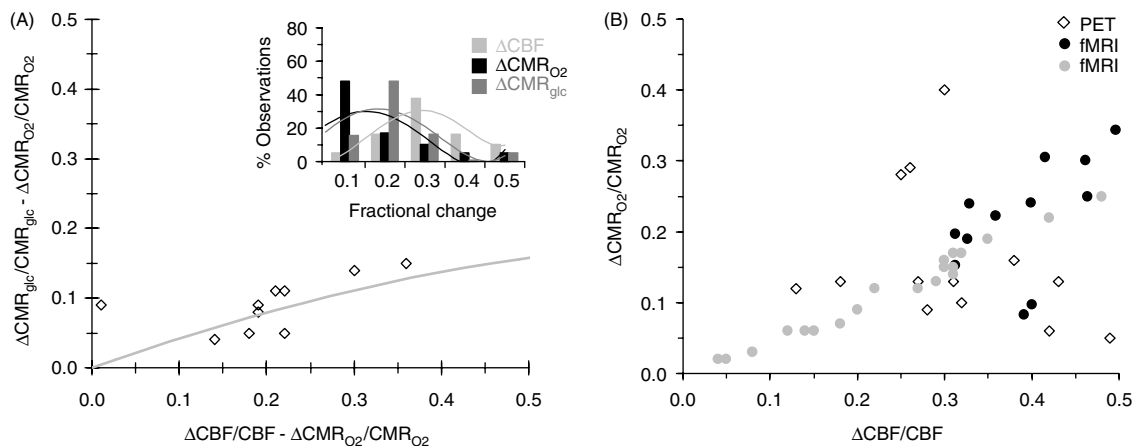 (A)
0.5
0.4
0.3
0.2
0.1
0.0
ΔCMRglc/CMRglc - ΔCMRO2/CMRO2
0.0 0.1 0.2 0.3 0.4 0.5
ΔCBF/CBF - ΔCMRO2/CMRO2
80
60
40
20
0
% Observations
ΔCBF
ΔCMRO2
ΔCMRglc
0.1 0.2 0.3 0.4 0.5
Fractional change
(B)
0.5
0.4
0.3
0.2
0.1
0.0
ΔCMRO2/CMRO2
PET
fMRI
fMRI
0.0 0.1 0.2 0.3 0.4 0.5
ΔCBF/CBF